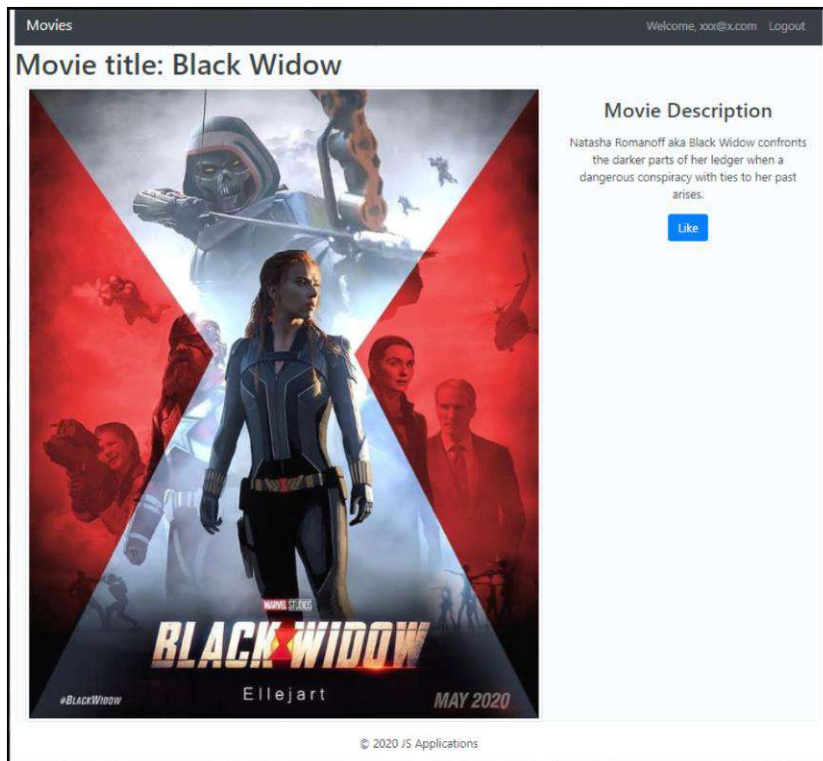 Movies
Welcome, xxx@x.com Logout
Movie title: Black Widow
Movie Description
Natasha Romanoff aka Black Widow confronts
the darker parts of her ledger when a
dangerous conspiracy with ties to her past
arises.
Like
MARVEL STUDIOS
BLACK WIDOW
#BLACKWIDOW
Ellejart
MAY 2020
© 2020 JS Applications